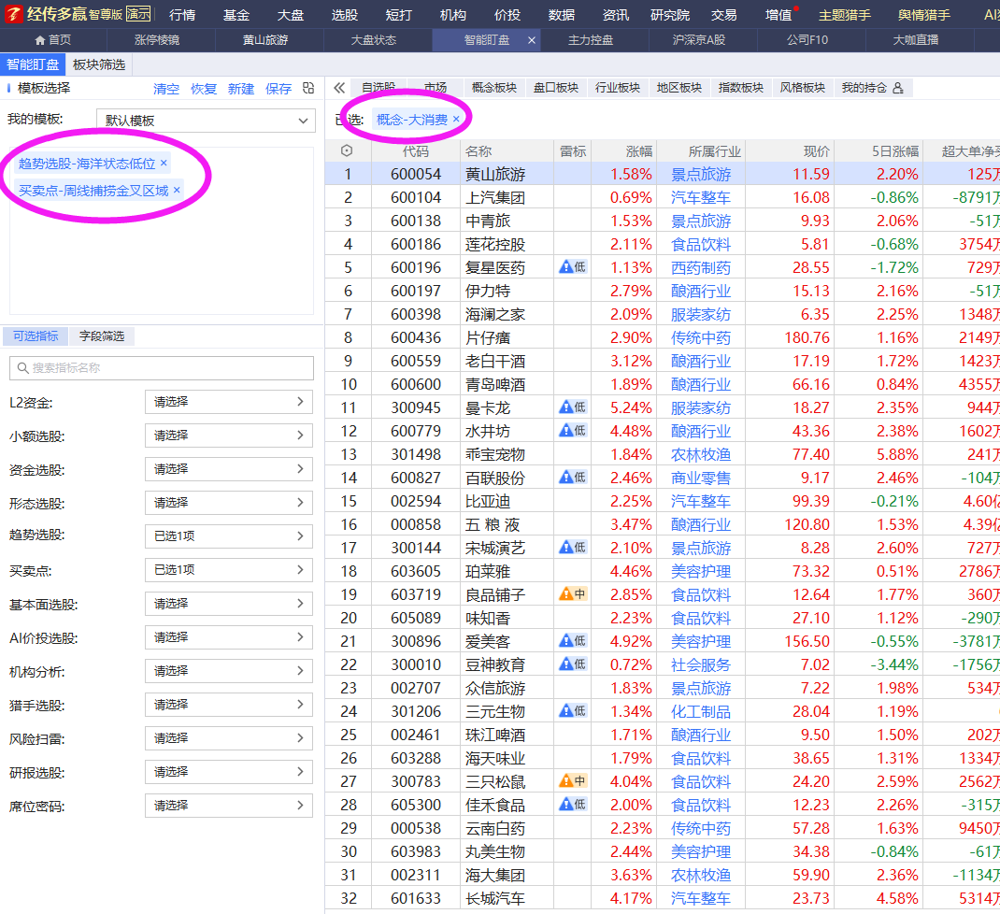 经传多赢 智尊版 演示 行情 基金 大盘 选股 短打 机构 价投 数据 资讯 研究院 交易 增值 主题猎手 舆情猎手
首页 涨停棱镜 黄山旅游 大盘状态 智能盯盘 × 主力控盘 沪深京A股 公司F10 大咖直播
智能盯盘 板块筛选
模板选择 清空 恢复 新建 保存
我的模板: 默认模板
趋势选股-海洋状态低位 ×
买卖点-周线捕捞金叉区域 ×
可选指标 字段筛选
搜索指标名称
L2资金: 请选择
小额选股: 请选择
资金选股: 请选择
形态选股: 请选择
趋势选股: 已选1项
买卖点: 已选1项
基本面选股: 请选择
AI价投选股: 请选择
机构分析: 请选择
猎手选股: 请选择
风险扫雷: 请选择
研报选股: 请选择
席位密码: 请选择
自选股 市场 概念板块 盘口板块 行业板块 地区板块 指数板块 风格板块 我的持仓
已选: 概念-大消费 ×
代码 名称 雷标 涨幅 所属行业 现价 5日涨幅 超大单净买
1 600054 黄山旅游 1.58% 景点旅游 11.59 2.20% 125万
2 600104 上汽集团 0.69% 汽车整车 16.08 -0.86% -8791万
3 600138 中青旅 1.53% 景点旅游 9.93 2.06% -51万
4 600186 莲花控股 2.11% 食品饮料 5.81 -0.68% 3754万
5 600196 复星医药 低 1.13% 西药制药 28.55 -1.72% 729万
6 600197 伊力特 2.79% 酿酒行业 15.13 2.16% -51万
7 600398 海澜之家 2.09% 服装家纺 6.35 2.25% 1348万
8 600436 片仔癀 2.90% 传统中药 180.76 1.16% 2149万
9 600559 老白干酒 3.12% 酿酒行业 17.19 1.72% 1423万
10 600600 青岛啤酒 1.89% 酿酒行业 66.16 0.84% 4355万
11 300945 曼卡龙 低 5.24% 服装家纺 18.27 2.35% 944万
12 600779 水井坊 低 4.48% 酿酒行业 43.36 2.38% 1602万
13 301498 乖宝宠物 1.84% 农林牧渔 77.40 5.88% 241万
14 600827 百联股份 低 2.46% 商业零售 9.17 2.46% -104万
15 002594 比亚迪 2.25% 汽车整车 99.39 -0.21% 4.60亿
16 000858 五 粮 液 3.47% 酿酒行业 120.80 1.53% 4.39亿
17 300144 宋城演艺 低 2.10% 景点旅游 8.28 2.60% 727万
18 603605 珀莱雅 4.46% 美容护理 73.32 0.51% 2786万
19 603719 良品铺子 中 2.85% 食品饮料 12.64 1.77% 360万
20 605089 味知香 2.23% 食品饮料 27.10 1.12% -290万
21 300896 爱美客 低 4.92% 美容护理 156.50 -0.55% -3781万
22 300010 豆神教育 低 0.72% 社会服务 7.02 -3.44% -1756万
23 002707 众信旅游 1.83% 景点旅游 7.22 1.98% 534万
24 301206 三元生物 低 1.34% 化工制品 28.04 1.19%
25 002461 珠江啤酒 1.71% 酿酒行业 9.50 1.50% 202万
26 603288 海天味业 1.79% 食品饮料 38.65 1.31% 1334万
27 300783 三只松鼠 中 4.04% 食品饮料 24.20 2.59% 2562万
28 605300 佳禾食品 低 2.00% 食品饮料 12.23 2.26% -315万
29 000538 云南白药 2.23% 传统中药 57.28 1.63% 9450万
30 603983 丸美生物 2.44% 美容护理 34.38 -0.84% -61万
31 002311 海大集团 3.63% 农林牧渔 59.90 2.36% -1134万
32 601633 长城汽车 4.17% 汽车整车 23.73 4.58% 5314万